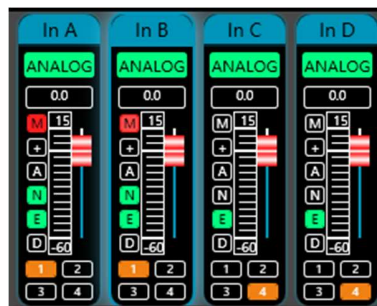 In A In B In C In D
ANALOG ANALOG ANALOG ANALOG
0.0 0.0 0.0 0.0
M 15 M 15 M 15 M 15
+ + + +
A A A A
N N N N
E E E E
D -60 D -60 D -60 D -60
1 2 1 2 1 2 1 2
3 4 3 4 3 4 3 4